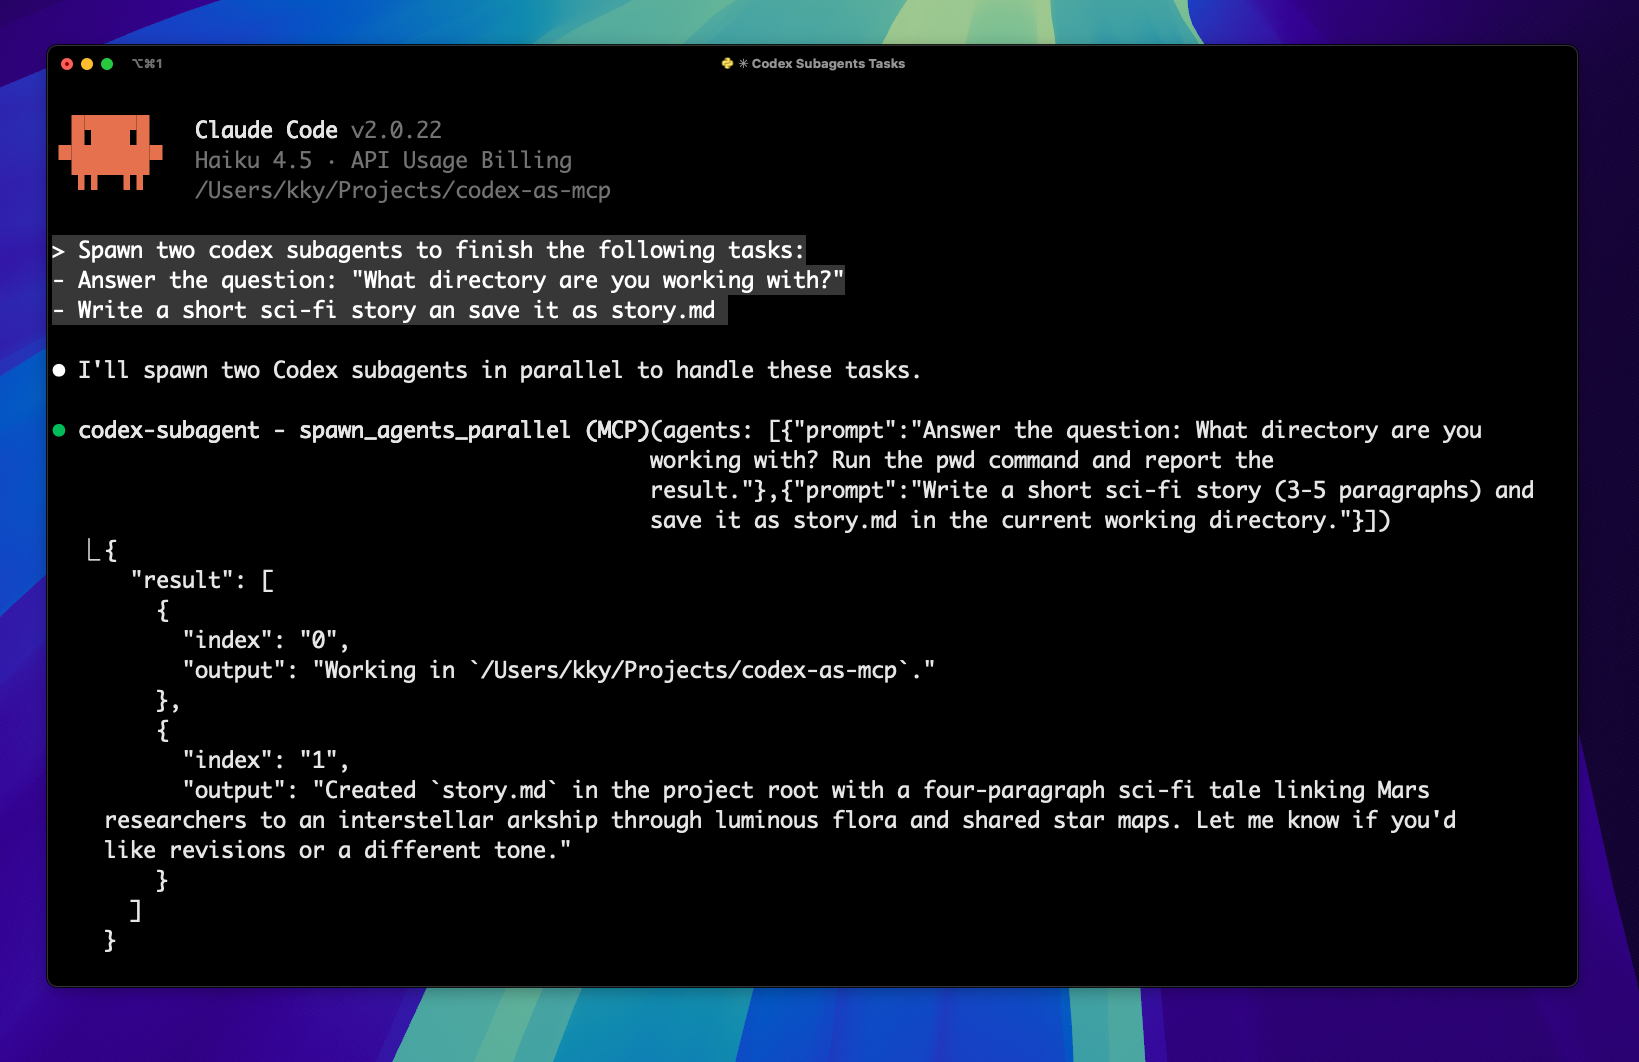 ⌥⌘1
✳ Codex Subagents Tasks
Claude Code v2.0.22
Haiku 4.5 · API Usage Billing
/Users/kky/Projects/codex-as-mcp
> Spawn two codex subagents to finish the following tasks:
- Answer the question: "What directory are you working with?"
- Write a short sci-fi story an save it as story.md
● I'll spawn two Codex subagents in parallel to handle these tasks.
● codex-subagent - spawn_agents_parallel (MCP)(agents: [{"prompt":"Answer the question: What directory are you
working with? Run the pwd command and report the
result."},{"prompt":"Write a short sci-fi story (3-5 paragraphs) and
save it as story.md in the current working directory."}])
⎿ {
"result": [
{
"index": "0",
"output": "Working in `/Users/kky/Projects/codex-as-mcp`."
},
{
"index": "1",
"output": "Created `story.md` in the project root with a four-paragraph sci-fi tale linking Mars
researchers to an interstellar arkship through luminous flora and shared star maps. Let me know if you'd
like revisions or a different tone."
}
]
}